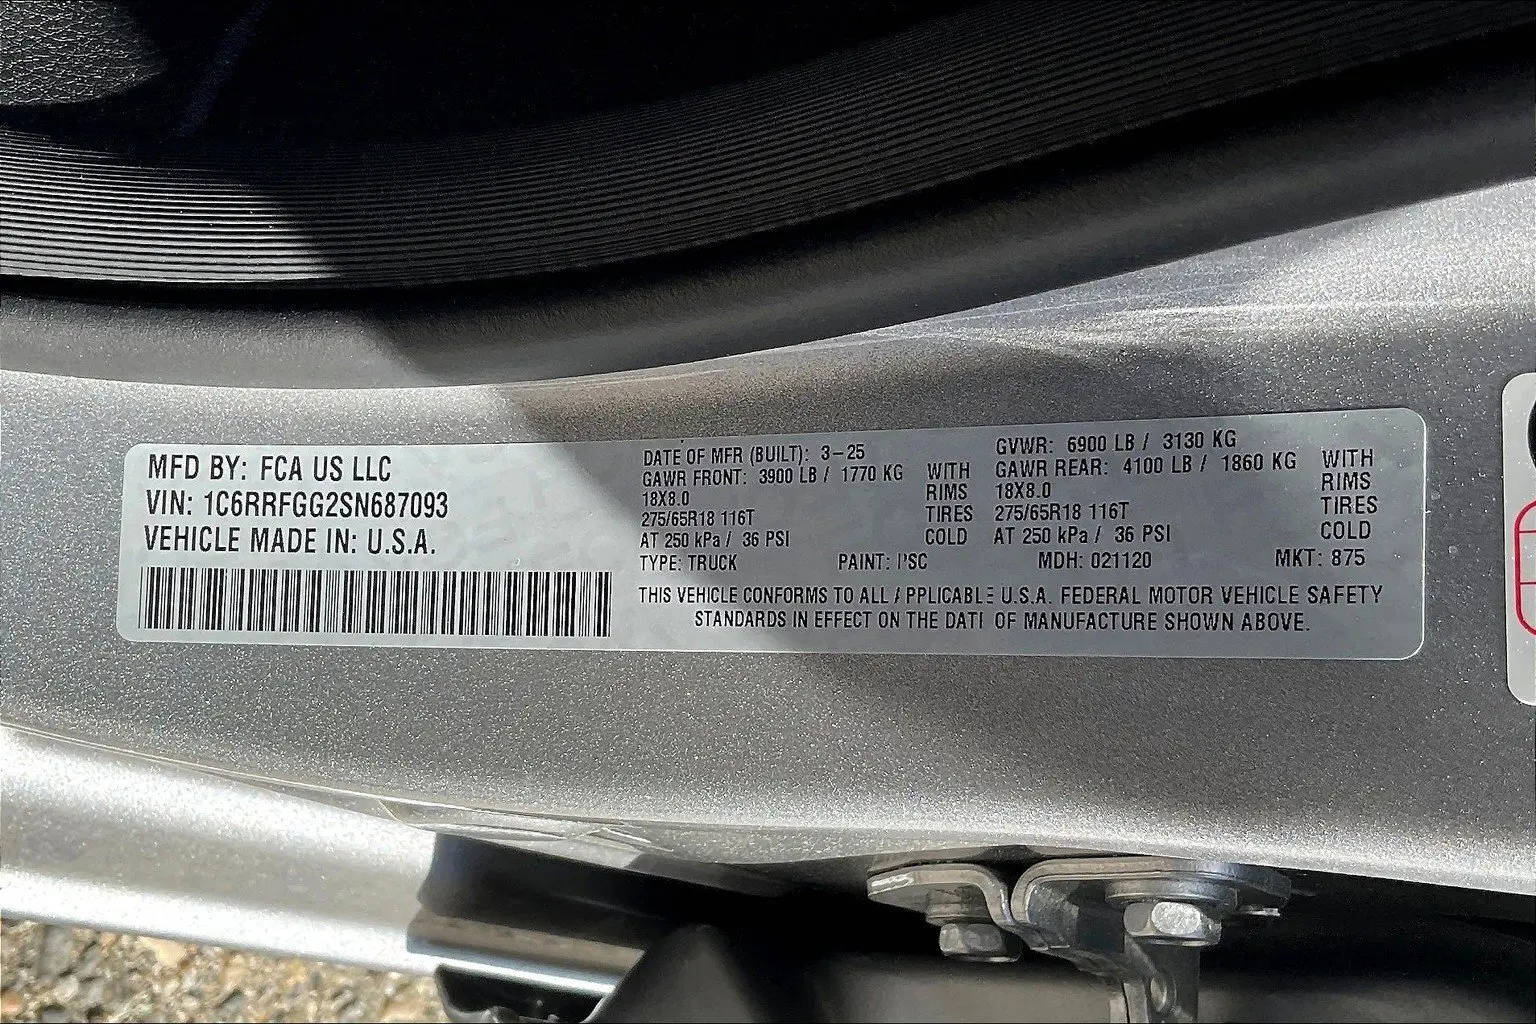 MFD BY: FCA US LLC
VIN: 1C6RRFGG2SN687093
VEHICLE MADE IN: U.S.A.
DATE OF MFR (BUILT): 3-25
GAWR FRONT: 3900 LB / 1770 KG WITH
18X8.0 RIMS
275/65R18 116T TIRES
AT 250 kPa / 36 PSI COLD
GVWR: 6900 LB / 3130 KG
GAWR REAR: 4100 LB / 1860 KG WITH
18X8.0 RIMS
275/65R18 116T TIRES
AT 250 kPa / 36 PSI COLD
TYPE: TRUCK PAINT: PSC MDH: 021120 MKT: 875
THIS VEHICLE CONFORMS TO ALL APPLICABLE U.S.A. FEDERAL MOTOR VEHICLE SAFETY
STANDARDS IN EFFECT ON THE DATE OF MANUFACTURE SHOWN ABOVE.